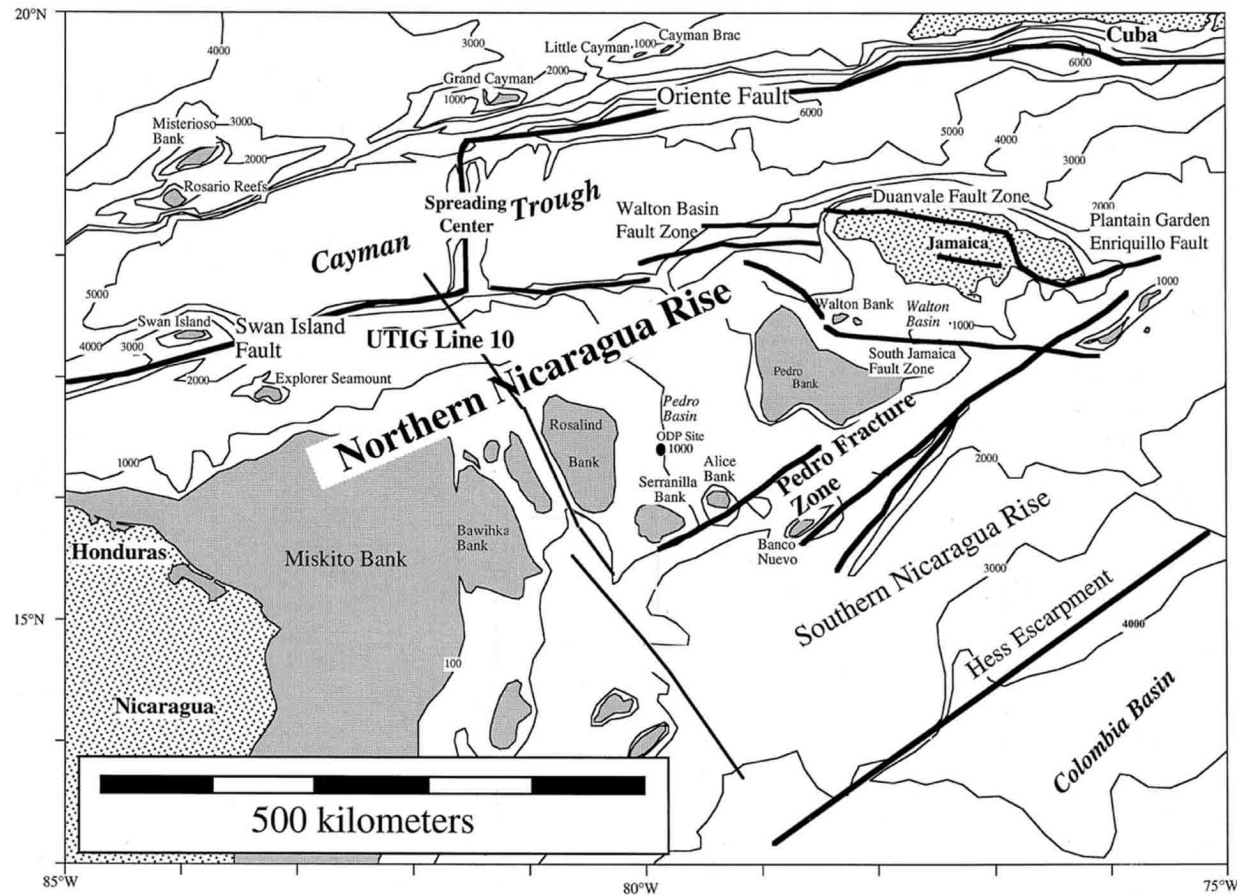 20°N
4000
3000
Cayman Brac
1000
Little Cayman
2000
Cuba
6000
Grand Cayman
1000
Oriente Fault
6000
Misterioso
Bank
3000
2000
5000
4000
3000
Rosario Reefs
Spreading
Center
Trough
Cayman
Walton Basin
Fault Zone
Duanvale Fault Zone
2000
Plantain Garden
Enriquillo Fault
Jamaica
5000
1000
Swan Island
4000
3000
Swan Island
Fault
2000
UTIG Line 10
Northern Nicaragua Rise
Walton Bank
Walton
Basin
1000
South Jamaica
Fault Zone
Explorer Seamount
Pedro
Bank
Pedro
Basin
Rosalind
Bank
ODP Site
1000
Alice
Bank
Serranilla
Bank
Pedro Fracture
Zone
2000
1000
Bawihka
Bank
Banco
Nuevo
Honduras
Miskito Bank
Southern Nicaragua Rise
3000
15°N
Hess Escarpment
4000
100
Nicaragua
Colombia Basin
500 kilometers
85°W
80°W
75°W